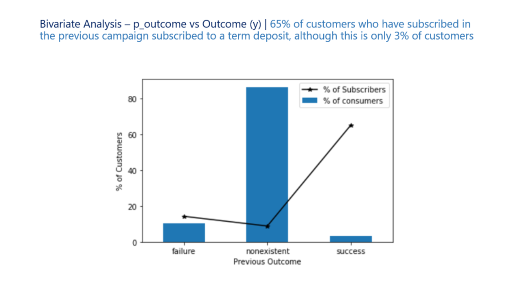 Bivariate Analysis – p_outcome vs Outcome (y) | 65% of customers who have subscribed in
the previous campaign subscribed to a term deposit, although this is only 3% of customers
% of Subscribers
% of consumers
80
60
40
20
0
% of Customers
failure nonexistent success
Previous Outcome